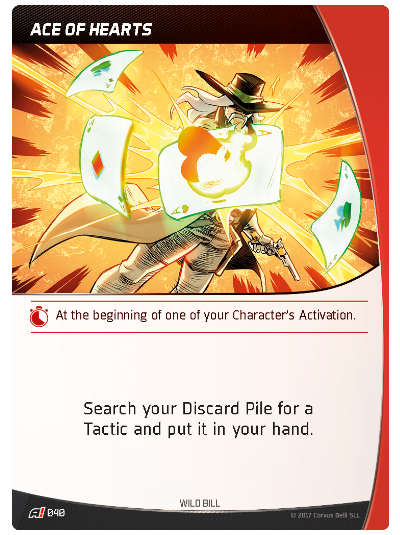 ACE OF HEARTS
At the beginning of one of your Character's Activation.
Search your Discard Pile for a
Tactic and put it in your hand.
WILD BILL
A! 040
© 2017 Corvus Belli SLL